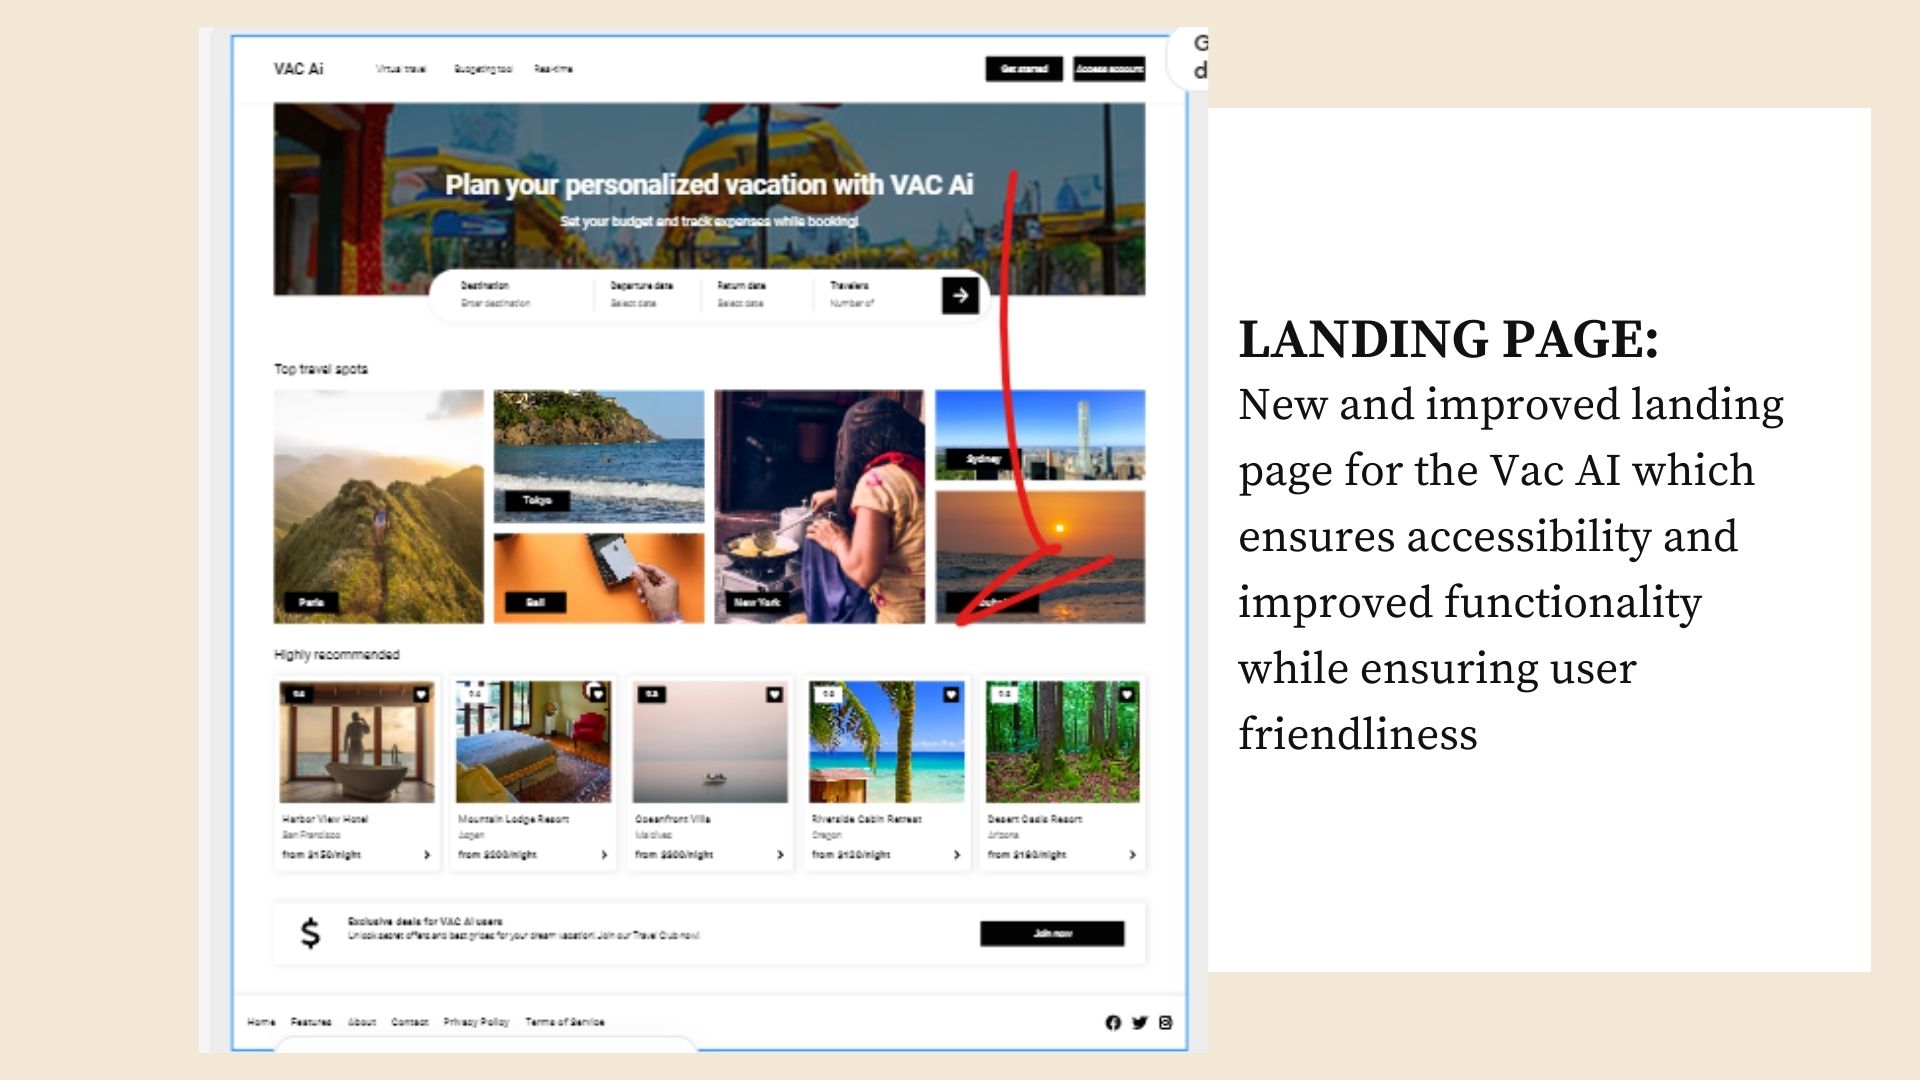 VAC Ai
Virtual travel
Budgeting tool
Real-time
Get started
Access account
G
d
Plan your personalized vacation with VAC Ai
Set your budget and track expenses while booking!
Destination
Departure date
Return date
Travelers
Enter destination
Select date
Select date
Number of
Top travel spots
Paris
Tokyo
Bali
New York
Sydney
Highly recommended
Harbor View Hotel
San Francisco
from $150/night
Mountain Lodge Resort
Aspen
from $200/night
Oceanfront Villa
Maldives
from $300/night
Riverside Cabin Retreat
Oregon
from $120/night
Desert Oasis Resort
Arizona
from $180/night
$
Exclusive deals for VAC Ai users
Unlock secret offers and best prices for your dream vacation! Join our Travel Club now!
Join now
Home
Features
About
Contact
Privacy Policy
Terms of Service
LANDING PAGE:
New and improved landing
page for the Vac AI which
ensures accessibility and
improved functionality
while ensuring user
friendliness